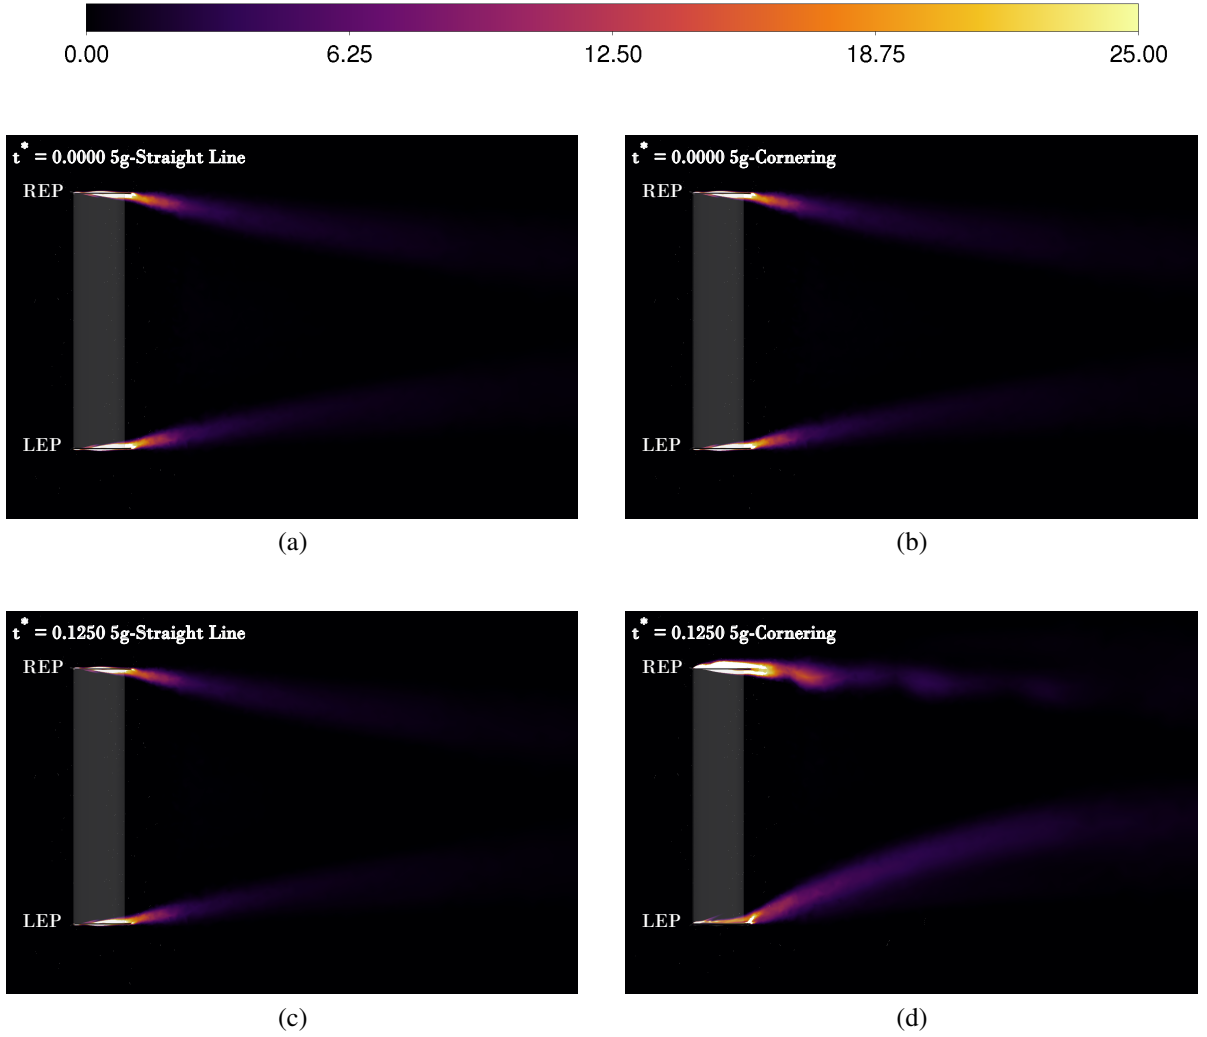 0.00 6.25 12.50 18.75 25.00
t* = 0.0000 5g-Straight Line
REP
LEP
(a)
t* = 0.0000 5g-Cornering
REP
LEP
(b)
t* = 0.1250 5g-Straight Line
REP
LEP
(c)
t* = 0.1250 5g-Cornering
REP
LEP
(d)